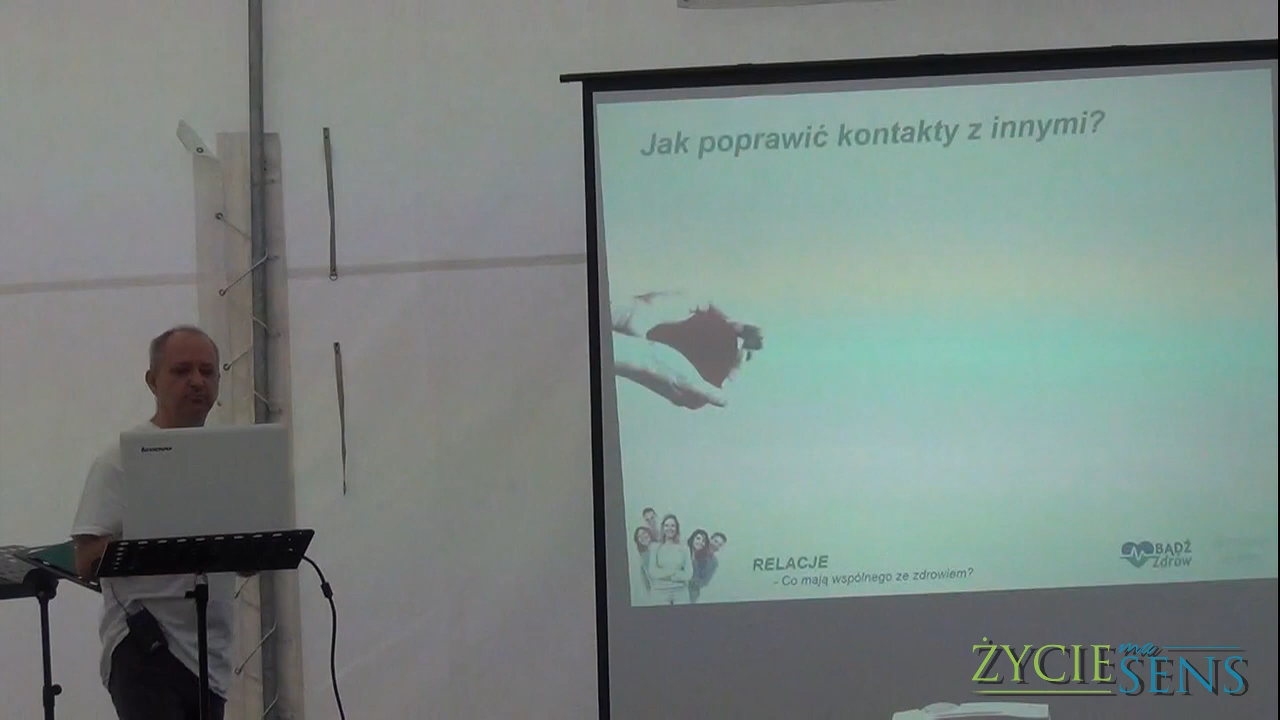 Jak poprawić kontakty z innymi?
lenovo
RELACJE
- Co mają wspólnego ze zdrowiem?
BĄDŹ
Zdrów
ŻYCIE ma SENS